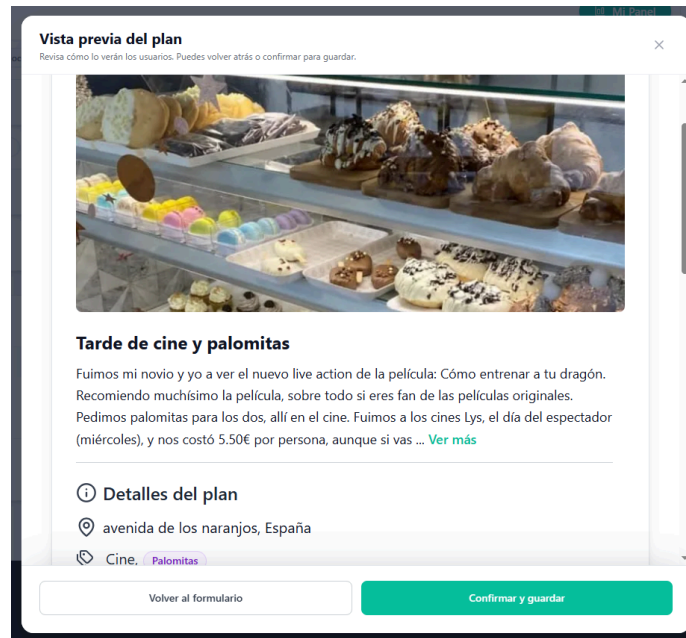 Mi Panel
Vista previa del plan
Revisa cómo lo verán los usuarios. Puedes volver atrás o confirmar para guardar.
Tarde de cine y palomitas
Fuimos mi novio y yo a ver el nuevo live action de la película: Cómo entrenar a tu dragón.
Recomiendo muchísimo la película, sobre todo si eres fan de las películas originales.
Pedimos palomitas para los dos, allí en el cine. Fuimos a los cines Lys, el día del espectador
(miércoles), y nos costó 5.50€ por persona, aunque si vas ... Ver más
Detalles del plan
avenida de los naranjos, España
Cine, Palomitas
Volver al formulario
Confirmar y guardar